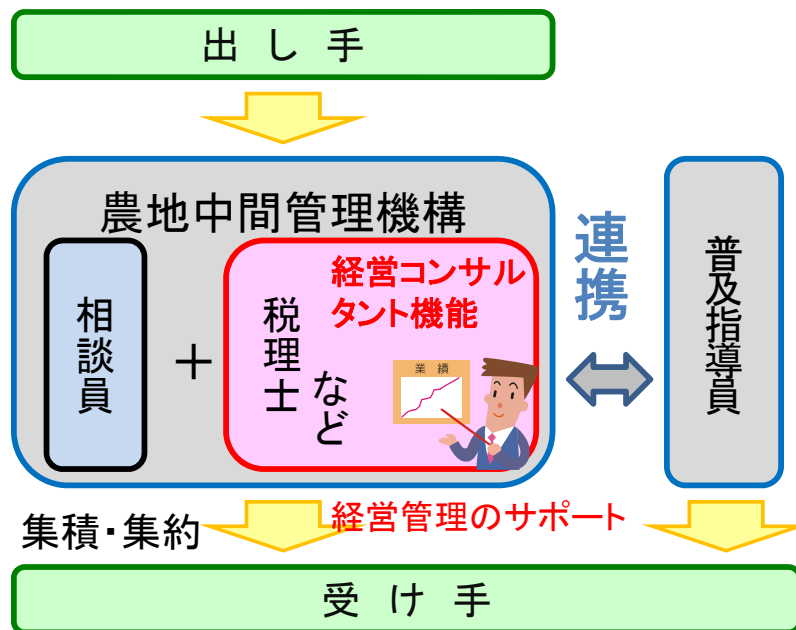 出 し 手
農地中間管理機構
相談員
＋
税理士
など
経営コンサル
タント機能
業 績
連携
普及指導員
集積・集約
経営管理のサポート
受 け 手